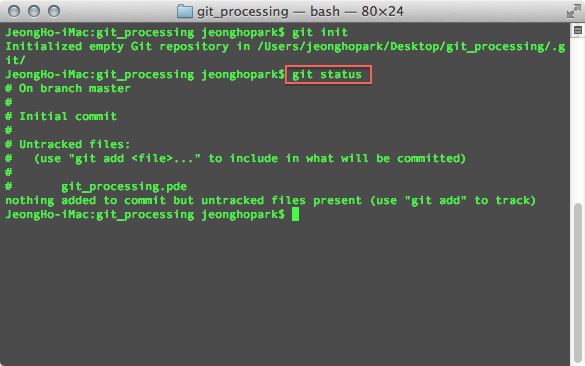 git_processing — bash — 80×24
JeongHo-iMac:git_processing jeonghopark$ git init
Initialized empty Git repository in /Users/jeonghopark/Desktop/git_processing/.g
it/
JeongHo-iMac:git_processing jeonghopark$ git status
# On branch master
#
# Initial commit
#
# Untracked files:
#   (use "git add <file>..." to include in what will be committed)
#
#       git_processing.pde
nothing added to commit but untracked files present (use "git add" to track)
JeongHo-iMac:git_processing jeonghopark$